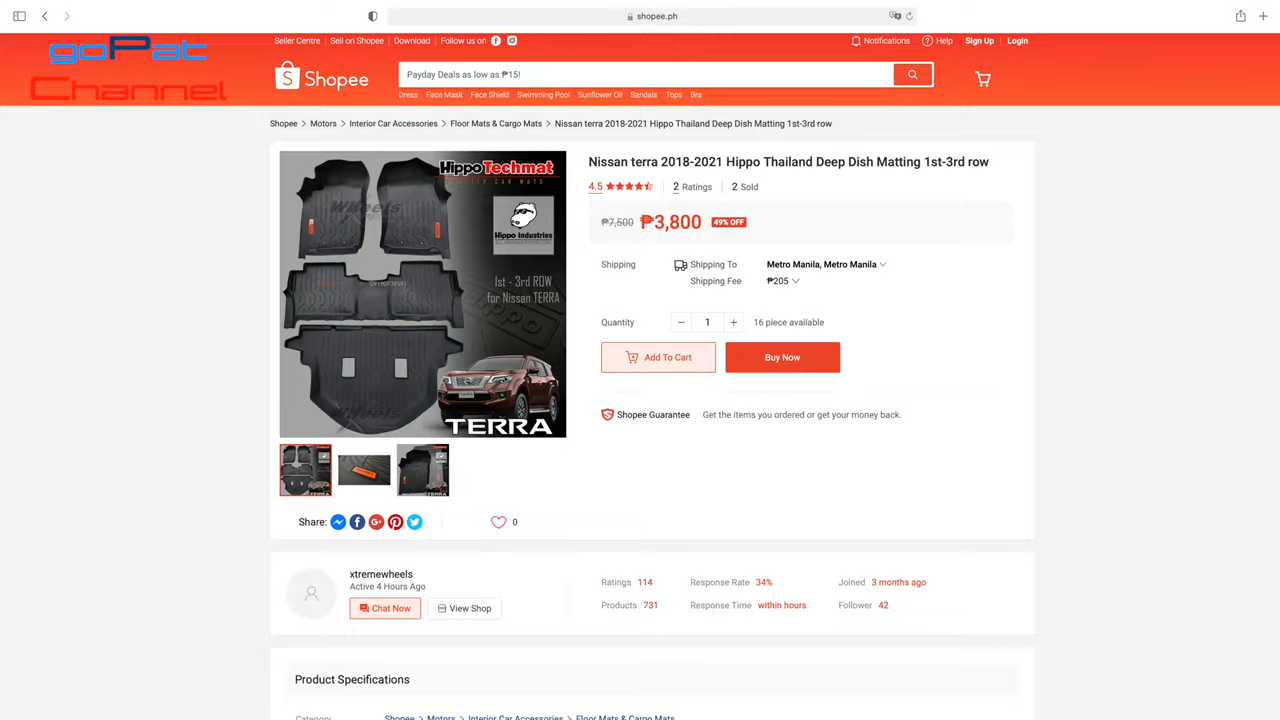 shopee.ph
goPat
Channel
Seller Centre | Sell on Shopee | Download | Follow us on
Notifications Help Sign Up | Login
Shopee
Payday Deals as low as ₱15!
Dress Face Mask Face Shield Swimming Pool Sunflower Oil Sandals Tops Bra
Shopee > Motors > Interior Car Accessories > Floor Mats & Cargo Mats > Nissan terra 2018-2021 Hippo Thailand Deep Dish Matting 1st-3rd row
Hippo Techmat
Hippo Industries
1st - 3rd ROW
for Nissan TERRA
TERRA
Nissan terra 2018-2021 Hippo Thailand Deep Dish Matting 1st-3rd row
4.5 2 Ratings 2 Sold
₱7,500 ₱3,800 49% OFF
Shipping Shipping To Metro Manila, Metro Manila
Shipping Fee ₱205
Quantity 1 16 piece available
Add To Cart Buy Now
Shopee Guarantee Get the items you ordered or get your money back.
Share: 0
xtremewheels
Active 4 Hours Ago
Chat Now View Shop
Ratings 114 Response Rate 34% Joined 3 months ago
Products 731 Response Time within hours Follower 42
Product Specifications
Category Shopee > Motors > Interior Car Accessories > Floor Mats & Cargo Mats